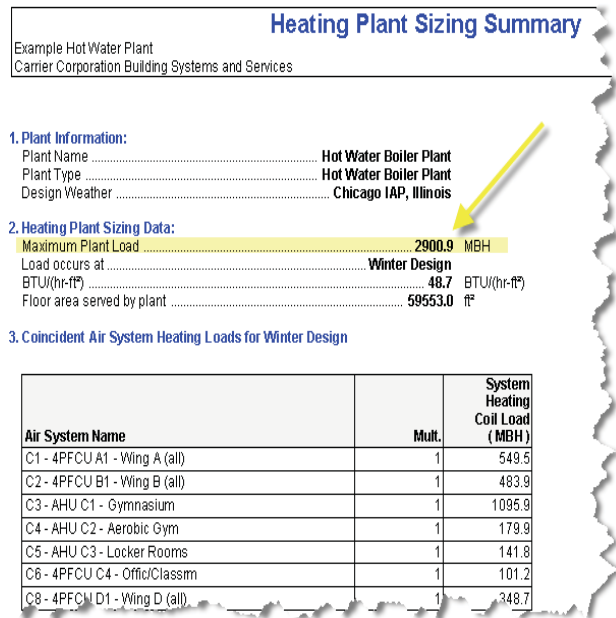 Heating Plant Sizing Summary
Example Hot Water Plant
Carrier Corporation Building Systems and Services
1. Plant Information:
Plant Name ........ Hot Water Boiler Plant
Plant Type ........ Hot Water Boiler Plant
Design Weather ........ Chicago IAP, Illinois
2. Heating Plant Sizing Data:
Maximum Plant Load ........ 2900.9 MBH
Load occurs at ........ Winter Design
BTU/(hr-ft²) ........ 48.7 BTU/(hr-ft²)
Floor area served by plant ........ 59553.0 ft²
3. Coincident Air System Heating Loads for Winter Design
Air System Name Mult. System Heating Coil Load (MBH)
C1 - 4PFCU A1 - Wing A (all) 1 549.5
C2 - 4PFCU B1 - Wing B (all) 1 483.9
C3 - AHU C1 - Gymnasium 1 1095.9
C4 - AHU C2 - Aerobic Gym 1 179.9
C5 - AHU C3 - Locker Rooms 1 141.8
C6 - 4PFCU C4 - Offic/Classrm 1 101.2
C8 - 4PFCU D1 - Wing D (all) 1 348.7